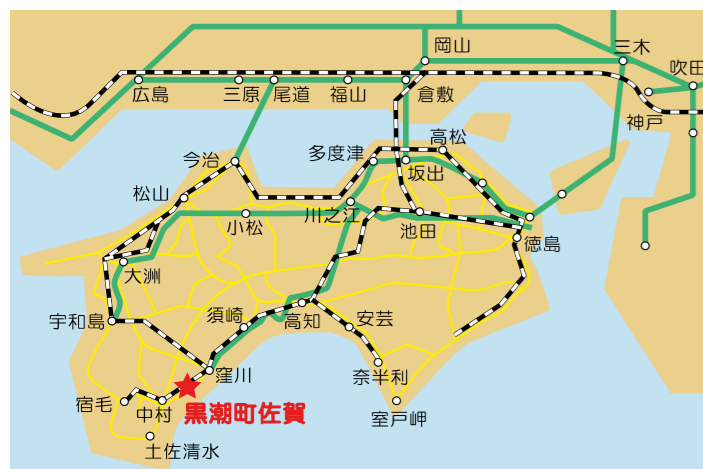 岡山
三木
吹田
広島
三原
尾道
福山
倉敷
神戸
高松
多度津
今治
坂出
松山
川之江
小松
池田
徳島
大洲
宇和島
須崎
高知
安芸
窪川
奈半利
宿毛
中村
黒潮町佐賀
室戸岬
土佐清水